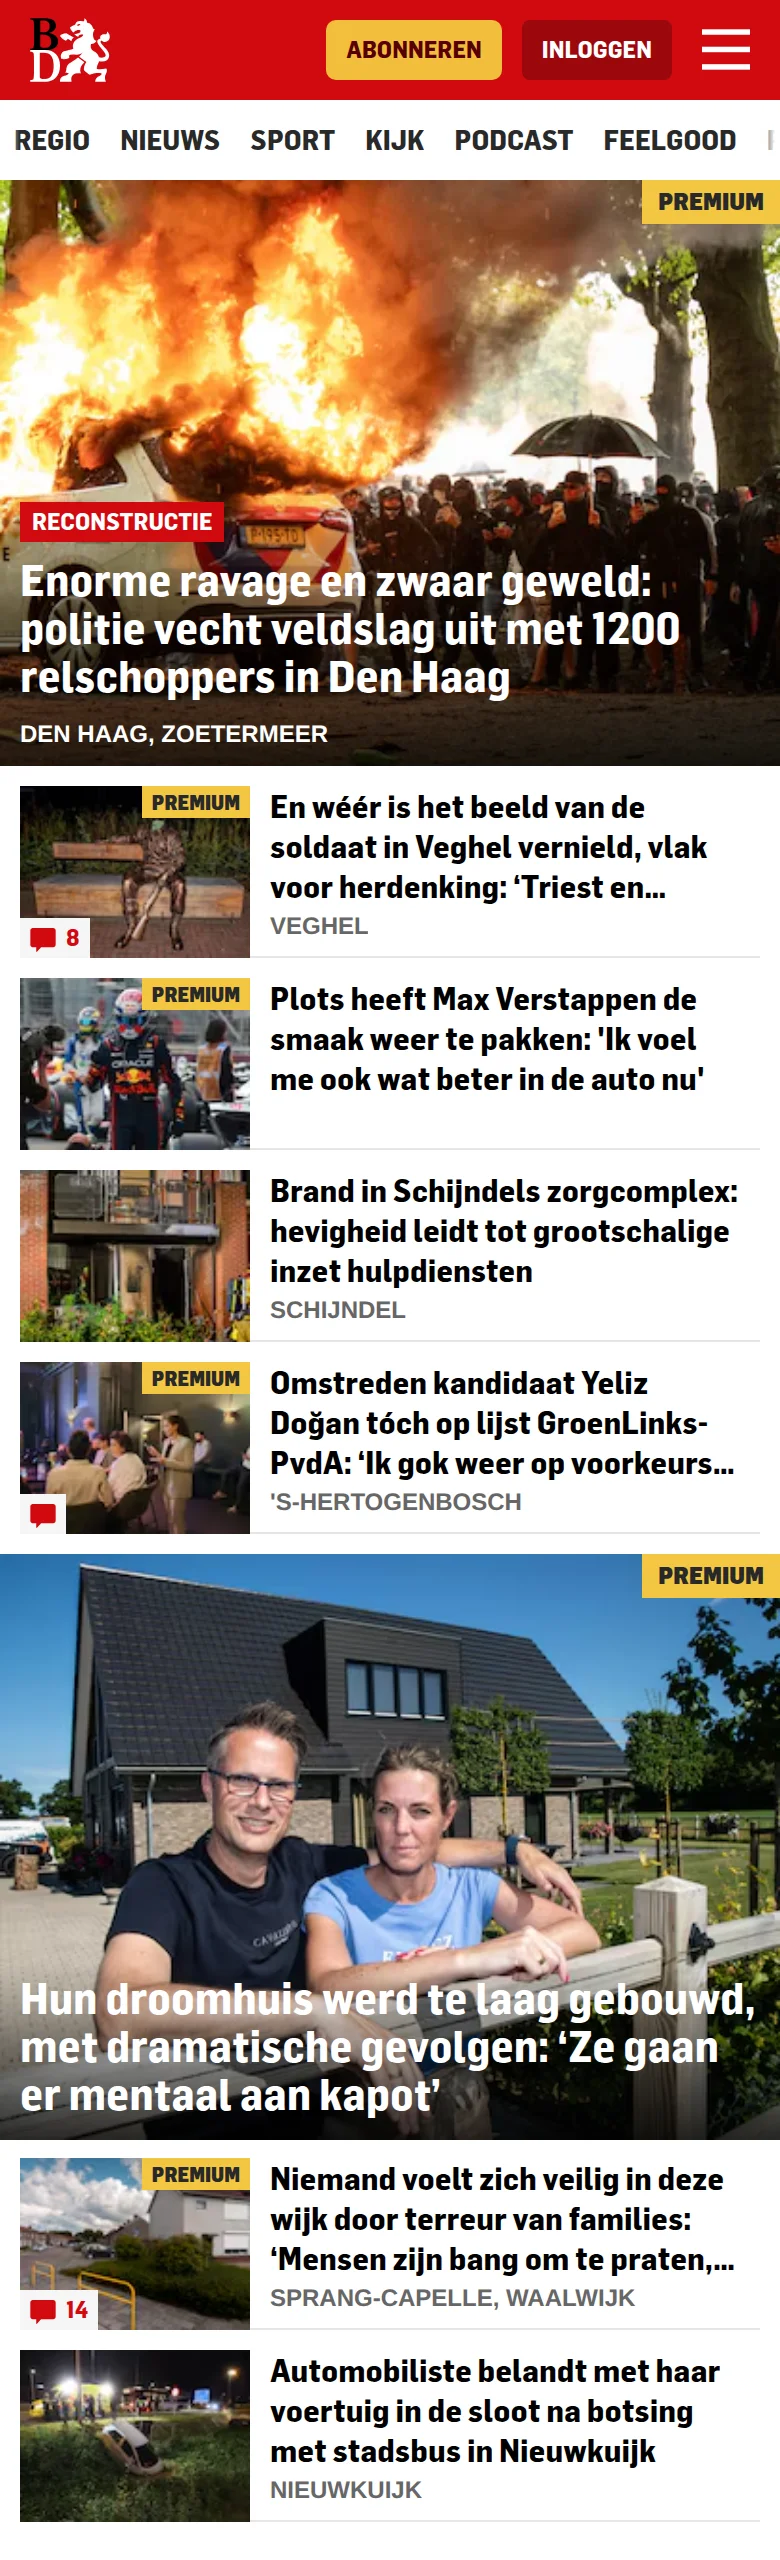 BD
ABONNEREN
INLOGGEN
REGIO NIEUWS SPORT KIJK PODCAST FEELGOOD
PREMIUM
RECONSTRUCTIE
Enorme ravage en zwaar geweld:
politie vecht veldslag uit met 1200
relschoppers in Den Haag
DEN HAAG, ZOETERMEER
PREMIUM
8
En wéér is het beeld van de
soldaat in Veghel vernield, vlak
voor herdenking: ‘Triest en...
VEGHEL
PREMIUM
Plots heeft Max Verstappen de
smaak weer te pakken: 'Ik voel
me ook wat beter in de auto nu'
Brand in Schijndels zorgcomplex:
hevigheid leidt tot grootschalige
inzet hulpdiensten
SCHIJNDEL
PREMIUM
Omstreden kandidaat Yeliz
Doğan tóch op lijst GroenLinks-
PvdA: ‘Ik gok weer op voorkeurs...
'S-HERTOGENBOSCH
PREMIUM
Hun droomhuis werd te laag gebouwd,
met dramatische gevolgen: ‘Ze gaan
er mentaal aan kapot’
PREMIUM
14
Niemand voelt zich veilig in deze
wijk door terreur van families:
‘Mensen zijn bang om te praten,...
SPRANG-CAPELLE, WAALWIJK
Automobiliste belandt met haar
voertuig in de sloot na botsing
met stadsbus in Nieuwkuijk
NIEUWKUIJK